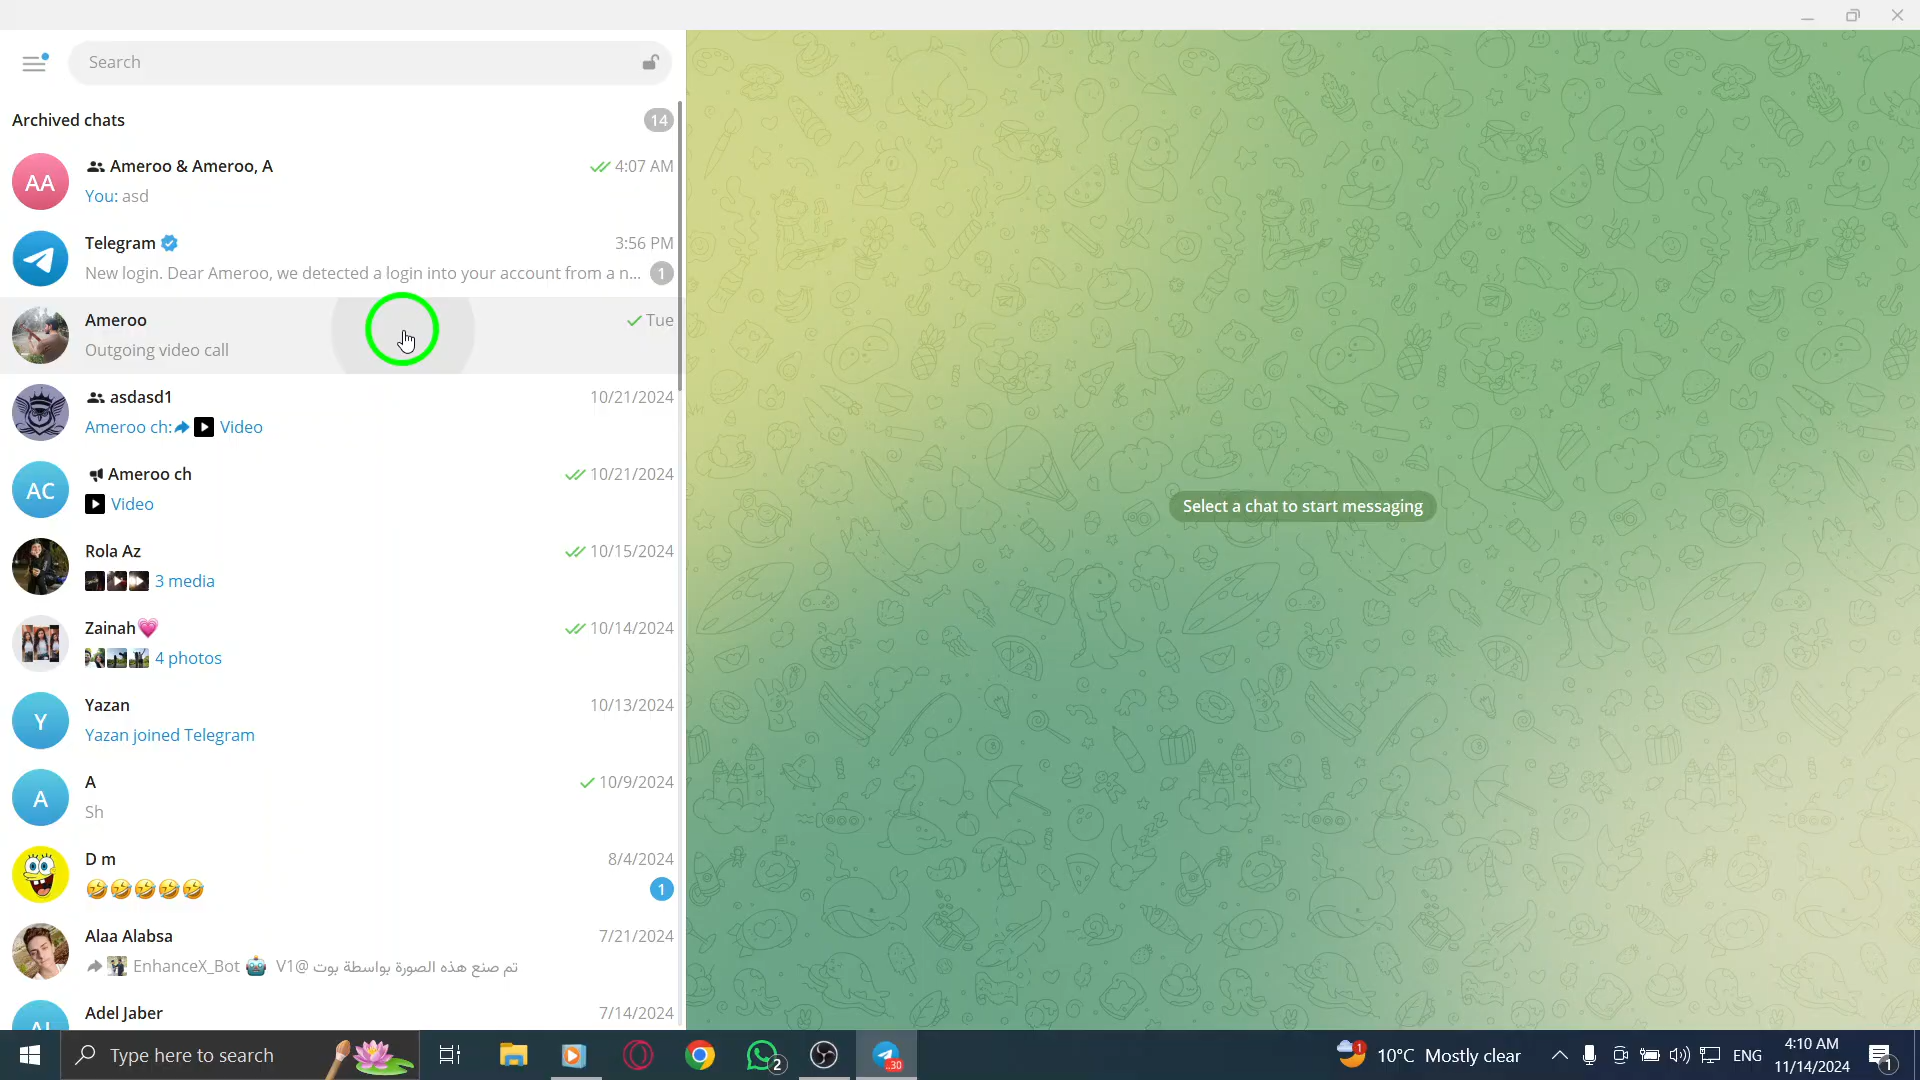 Search
Archived chats 14
AA Ameroo & Ameroo, A 4:07 AM
You: asd
Telegram 3:56 PM
New login. Dear Ameroo, we detected a login into your account from a n... 1
Ameroo Tue
Outgoing video call
asdasd1 10/21/2024
Ameroo ch: Video
AC Ameroo ch 10/21/2024
Video
Rola Az 10/15/2024
3 media
Zainah💗 10/14/2024
4 photos
Y Yazan 10/13/2024
Yazan joined Telegram
A A 10/9/2024
Sh
D m 8/4/2024
🤣🤣🤣🤣🤣 1
Alaa Alabsa 7/21/2024
EnhanceX_Bot 🤖 V1@ تم صنع هذه الصورة بواسطة بوت
Adel Jaber 7/14/2024
Select a chat to start messaging
Type here to search
2
30
1
10°C Mostly clear
ENG
4:10 AM
11/14/2024
1